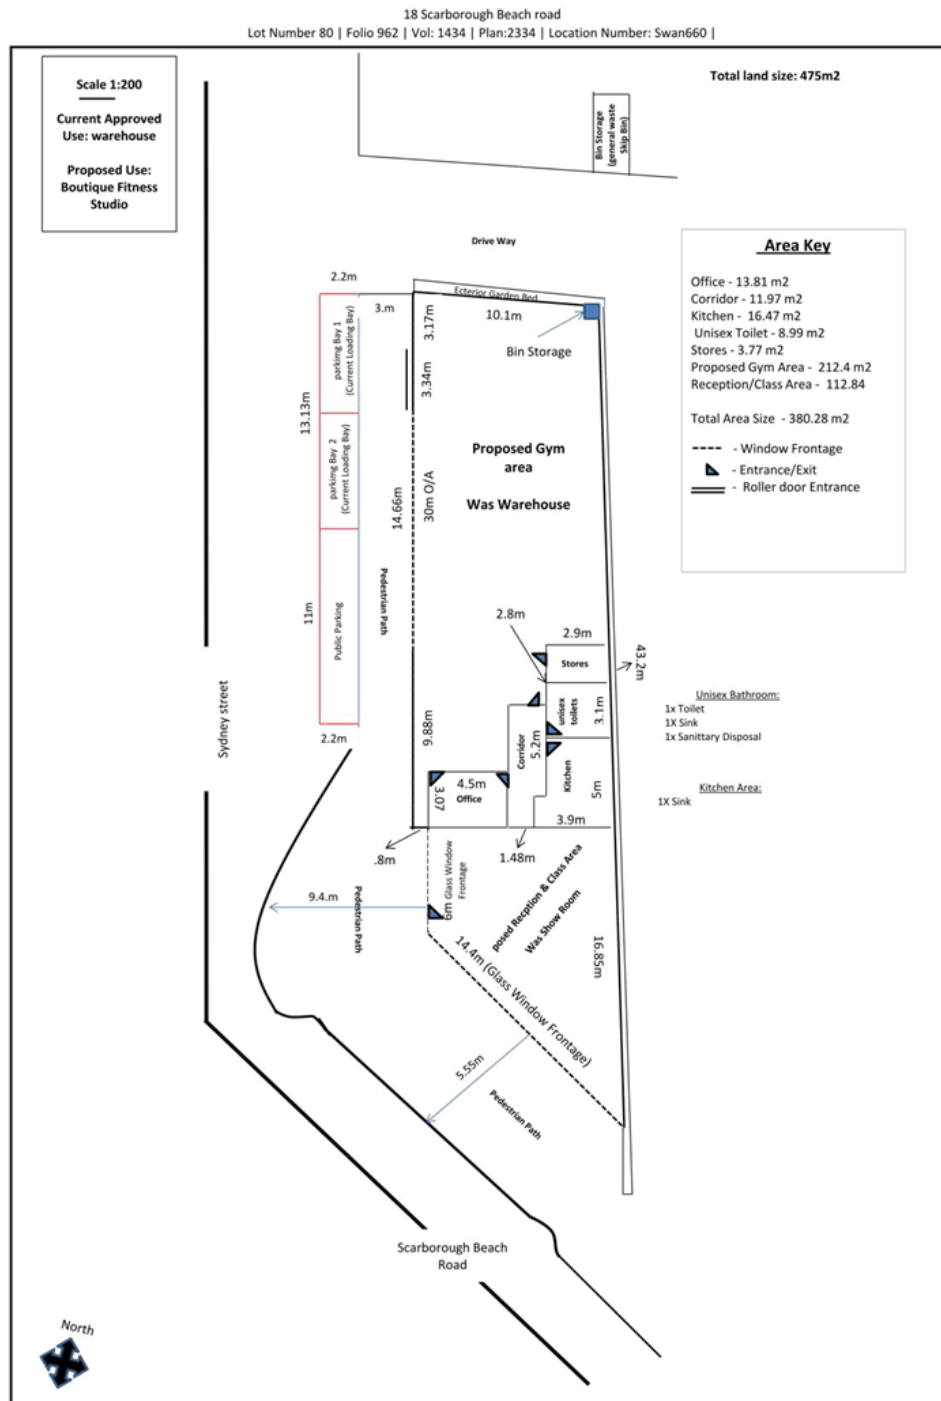 18 Scarborough Beach road
Lot Number 80 | Folio 962 | Vol: 1434 | Plan:2334 | Location Number: Swan660 |
Scale 1:200
Current Approved
Use: warehouse
Proposed Use:
Boutique Fitness
Studio
Total land size: 475m2
Bin Storage
(general waste
Skip Bin)
Drive Way
Area Key
Office - 13.81 m2
Corridor - 11.97 m2
Kitchen - 16.47 m2
Unisex Toilet - 8.99 m2
Stores - 3.77 m2
Proposed Gym Area - 212.4 m2
Reception/Class Area - 112.84
Total Area Size - 380.28 m2
- Window Frontage
- Entrance/Exit
- Roller door Entrance
2.2m
3.m
Ecterior Garden Bed
10.1m
Bin Storage
3.17m
3.34m
parkimg Bay 1
(Current Loading Bay)
13.13m
parkimg Bay 2
(Current Loading Bay)
14.66m
30m O/A
Proposed Gym
area
Was Warehouse
Pedestrian Path
11m
Public Parking
2.2m
Sydney street
2.8m
2.9m
Stores
43.2m
unisex
toilets
3.1m
9.88m
Corridor
5.2m
Kitchen
5m
4.5m
Office
3.07
3.9m
.8m
1.48m
Unisex Bathroom:
1x Toilet
1X Sink
1x Sanittary Disposal
Kitchen Area:
1X Sink
6m Glass Window
Frontage
9.4.m
Pedestrian Path
posed Recption & Class Area
Was Show Room
16.85m
14.4m (Glass Window Frontage)
5.55m
Pedestrian Path
Scarborough Beach
Road
North